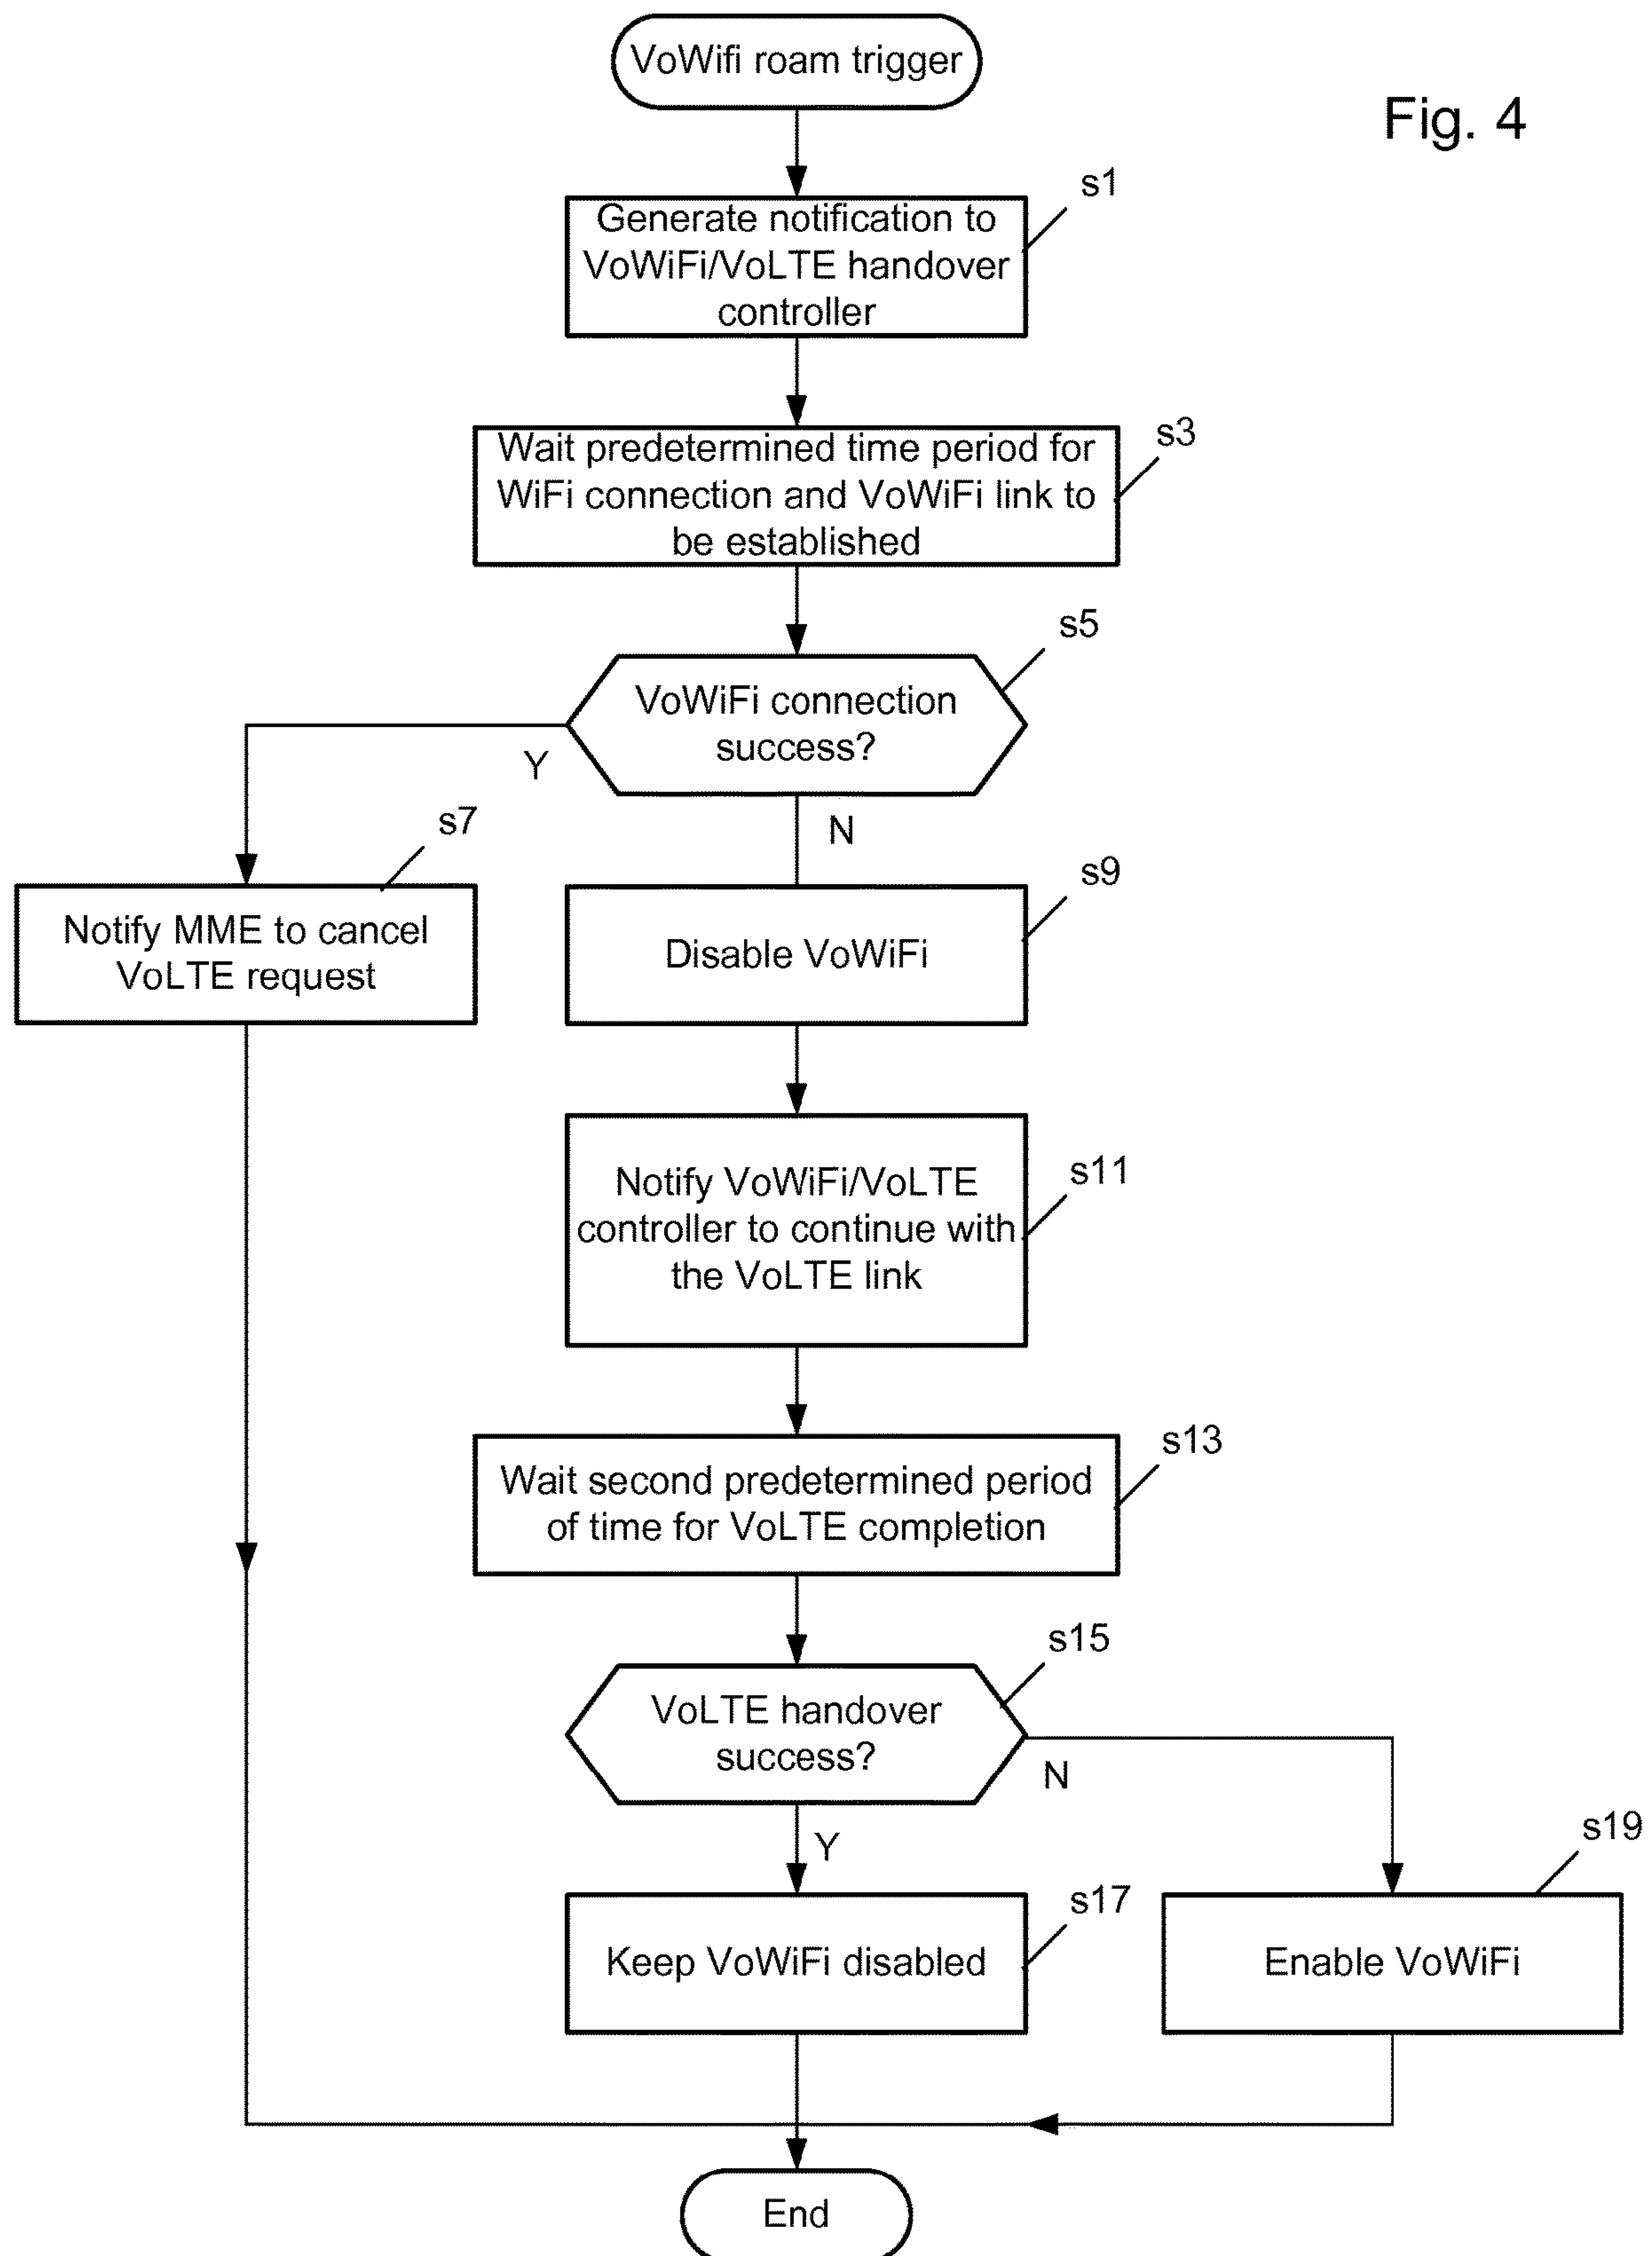 VoWifi roam trigger
Fig. 4
s1
Generate notification to
VoWiFi/VoLTE handover
controller
s3
Wait predetermined time period for
WiFi connection and VoWiFi link to
be established
s5
VoWiFi connection
success?
Y
N
s7
Notify MME to cancel
VoLTE request
s9
Disable VoWiFi
s11
Notify VoWiFi/VoLTE
controller to continue with
the VoLTE link
s13
Wait second predetermined period
of time for VoLTE completion
s15
VoLTE handover
success?
N
Y
s17
Keep VoWiFi disabled
s19
Enable VoWiFi
End